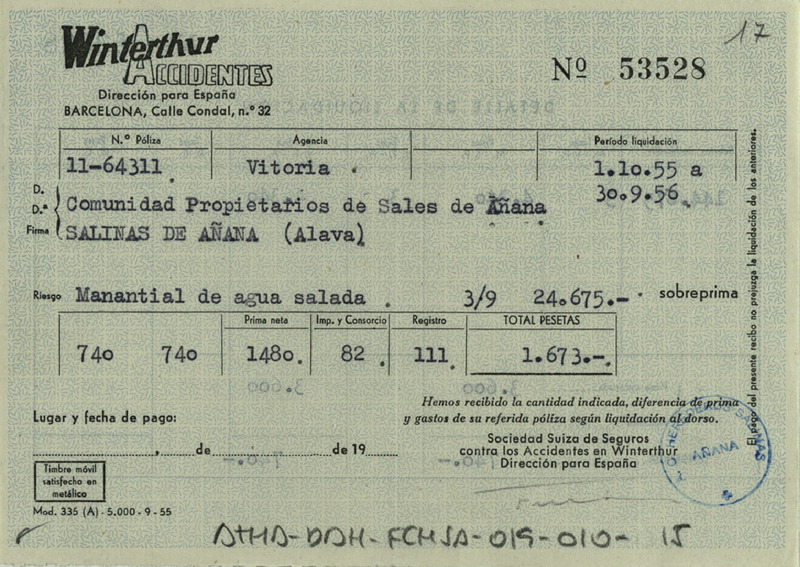 17
Winterthur
ACCIDENTES
Dirección para España
BARCELONA, Calle Condal, n.º 32
Nº 53528
N.º Póliza Agencia Período liquidación
11-64311 Vitoria 1.10.55 a
30.9.56.
D.
D.ª
Firma
Comunidad Propietarios de Sales de Añana
SALINAS DE AÑANA (Alava)
Riesgo Manantial de agua salada. 3/9 24.675.- sobreprima
Prima neta Imp. y Consorcio Registro TOTAL PESETAS
740 740 1480. 82. 111. 1.673.-.
Hemos recibido la cantidad indicada, diferencia de prima
y gastos de su referida póliza según liquidación al dorso.
Lugar y fecha de pago:
, de de 19
Sociedad Suiza de Seguros
contra los Accidentes en Winterthur
Dirección para España
Timbre móvil
satisfecho en
metálico
Mod. 335 (A) - 5.000 - 9 - 55
El pago del presente recibo no prejuzga la liquidación de los anteriores.
SALINAS
AÑANA
ATHA-DAH-FCHSA-019-010-15